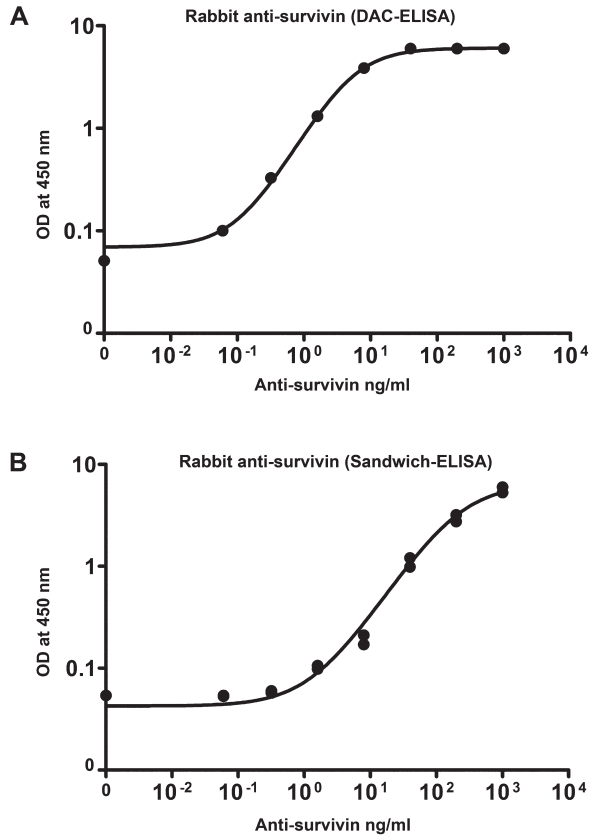 A
Rabbit anti-survivin (DAC-ELISA)
10
1
0.1
0
OD at 450 nm
0 10-2 10-1 100 101 102 103 104
Anti-survivin ng/ml
B
Rabbit anti-survivin (Sandwich-ELISA)
10
1
0.1
0
OD at 450 nm
0 10-2 10-1 100 101 102 103 104
Anti-survivin ng/ml